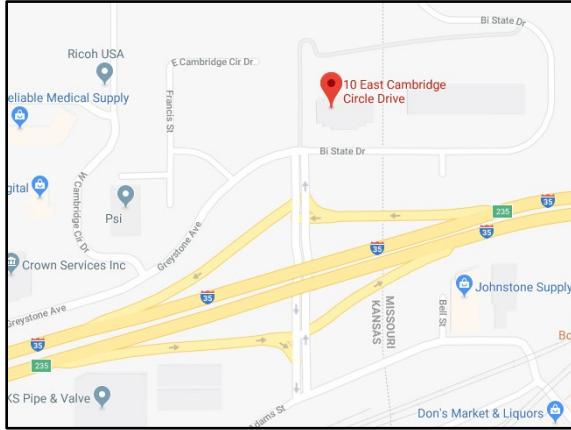 Bi State Dr
Ricoh USA
E Cambridge Cir Dr
10 East Cambridge
Circle Drive
eliable Medical Supply
Francis St
Bi State Dr
gital
W Cambridge Cir Dr
Psi
35
235
35
Greystone Ave
35
Crown Services Inc
Johnstone Supply
35
Greystone Ave
MISSOURI
KANSAS
Bell St
35
Bo
235
KS Pipe & Valve
Adams St
Don's Market & Liquors